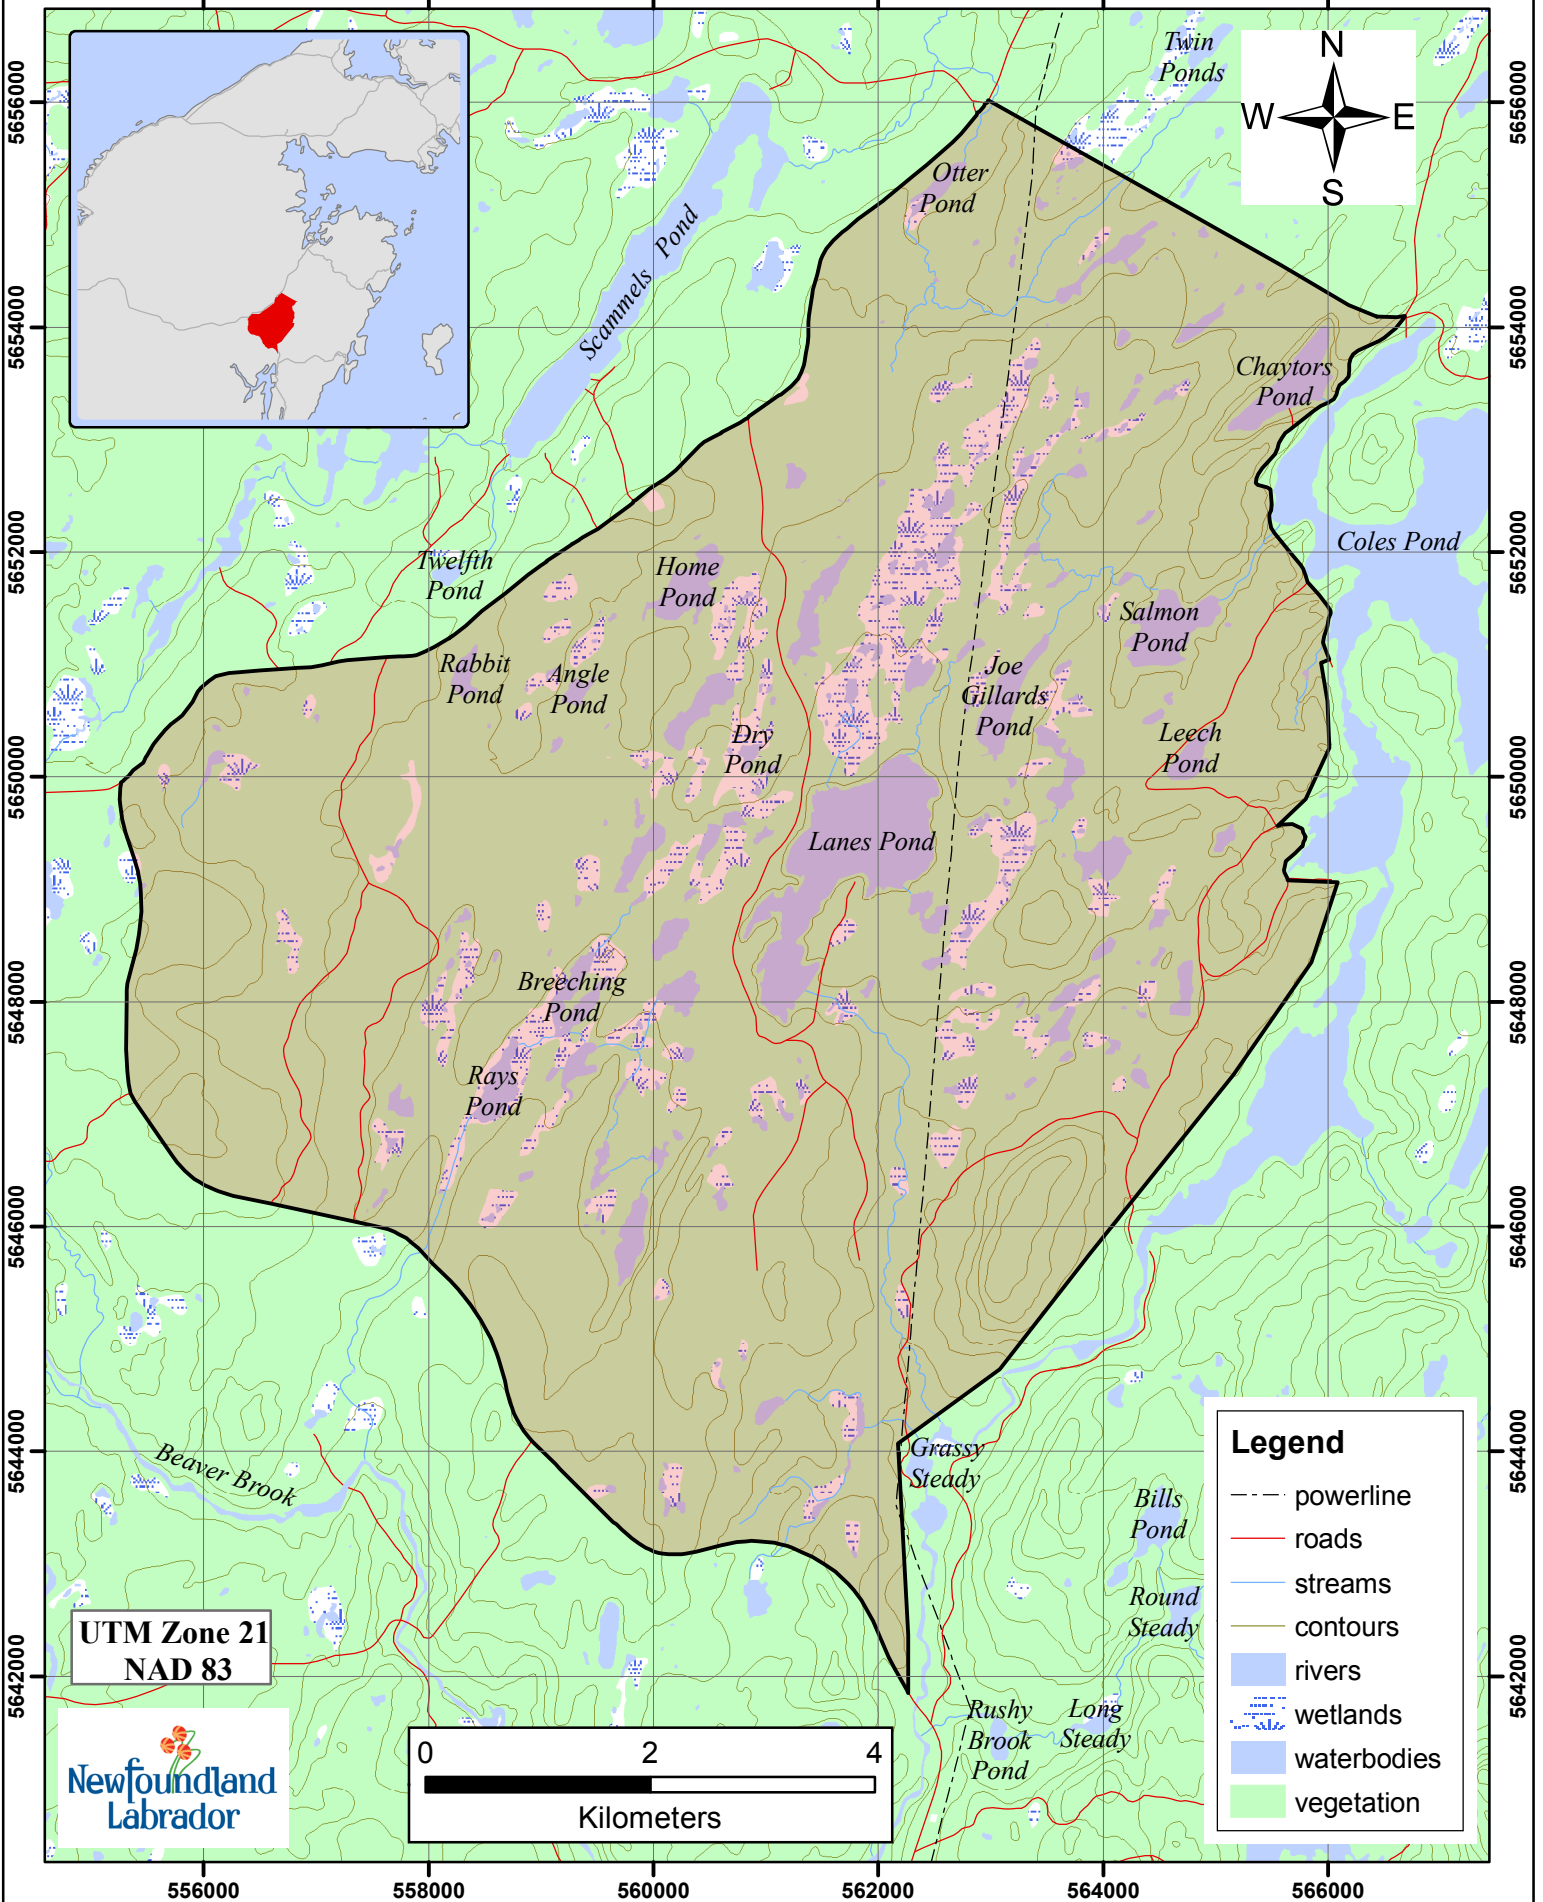 Twin
Ponds
N
W
E
S
Otter
Pond
Scammels Pond
Chaytors
Pond
Coles Pond
Twelfth
Pond
Home
Pond
Salmon
Pond
Rabbit
Pond
Angle
Pond
Joe
Gillards
Pond
Dry
Pond
Leech
Pond
Lanes Pond
Breeching
Pond
Rays
Pond
Beaver Brook
Grassy
Steady
Bills
Pond
Round
Steady
Rushy
Brook
Pond
Long
Steady
Legend
powerline
roads
streams
contours
rivers
wetlands
waterbodies
vegetation
UTM Zone 21
NAD 83
Newfoundland
Labrador
0 2 4
Kilometers
5656000
5654000
5652000
5650000
5648000
5646000
5644000
5642000
5656000
5654000
5652000
5650000
5648000
5646000
5644000
5642000
556000 558000 560000 562000 564000 566000